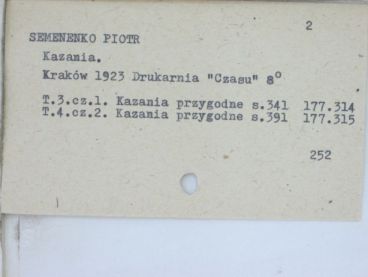 2
SEMENENKO PIOTR
Kazania.
Kraków 1923 Drukarnia "Czasu" 8°
T.3.cz.1. Kazania przygodne s.341 177.314
T.4.cz.2. Kazania przygodne s.391 177.315
252